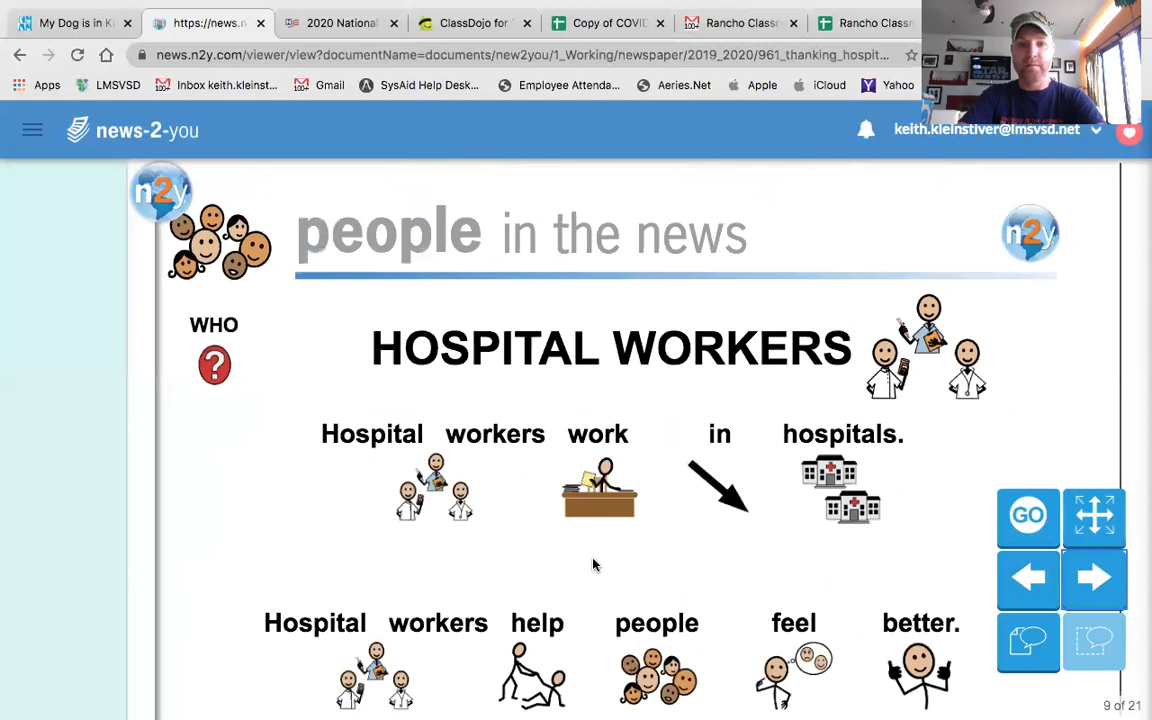 My Dog is in K
https://news.n
2020 National
ClassDojo for
Copy of COVI
Rancho Classr
Rancho Classr
news.n2y.com/viewer/view?documentName=documents/new2you/1_Working/newspaper/2019_2020/961_thanking_hospit...
Apps
LMSVSD
Inbox keith.kleinst...
Gmail
SysAid Help Desk...
Employee Attenda...
Aeries.Net
Apple
iCloud
Yahoo
news-2-you
keith.kleinstiver@lmsvsd.net
n2y
people in the news
n2y
WHO
?
HOSPITAL WORKERS
Hospital workers work in hospitals.
GO
Hospital workers help people feel better.
9 of 21